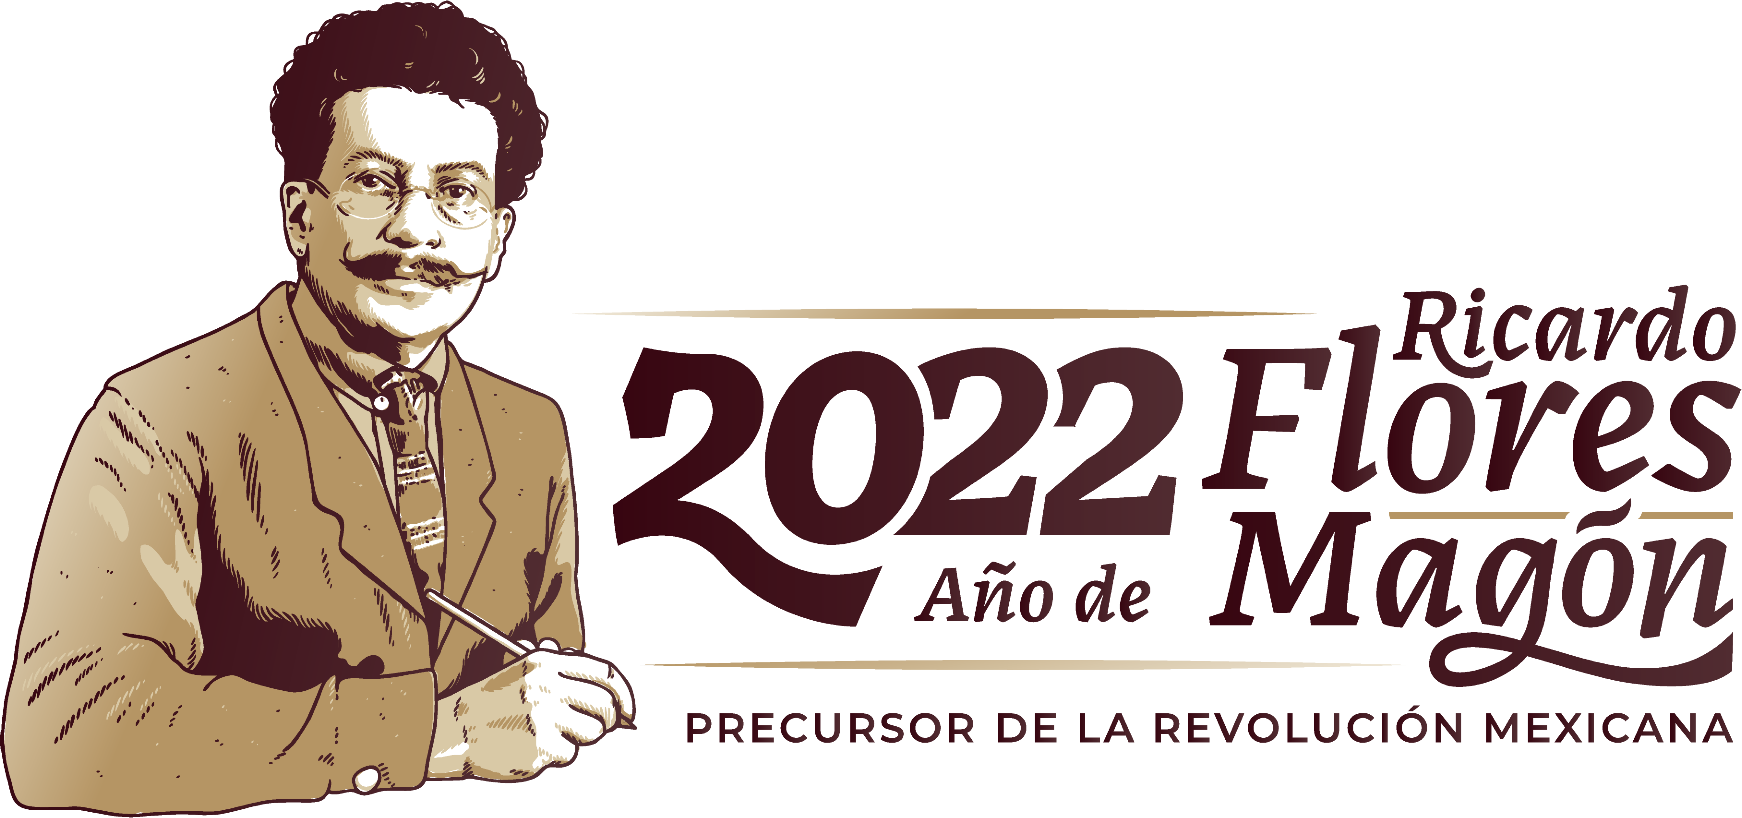 2022
Año de
Ricardo
Flores
Magón
PRECURSOR DE LA REVOLUCIÓN MEXICANA